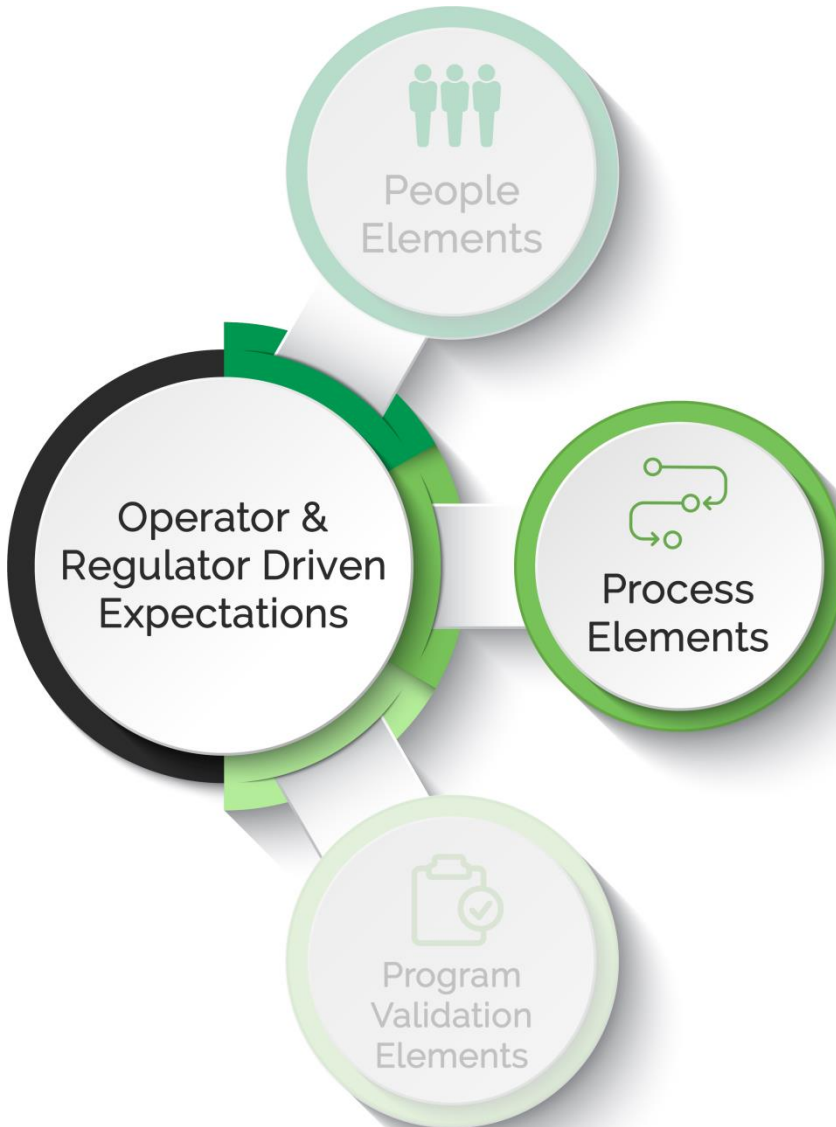 People
Elements
Operator &
Regulator Driven
Expectations
Process
Elements
Program
Validation
Elements